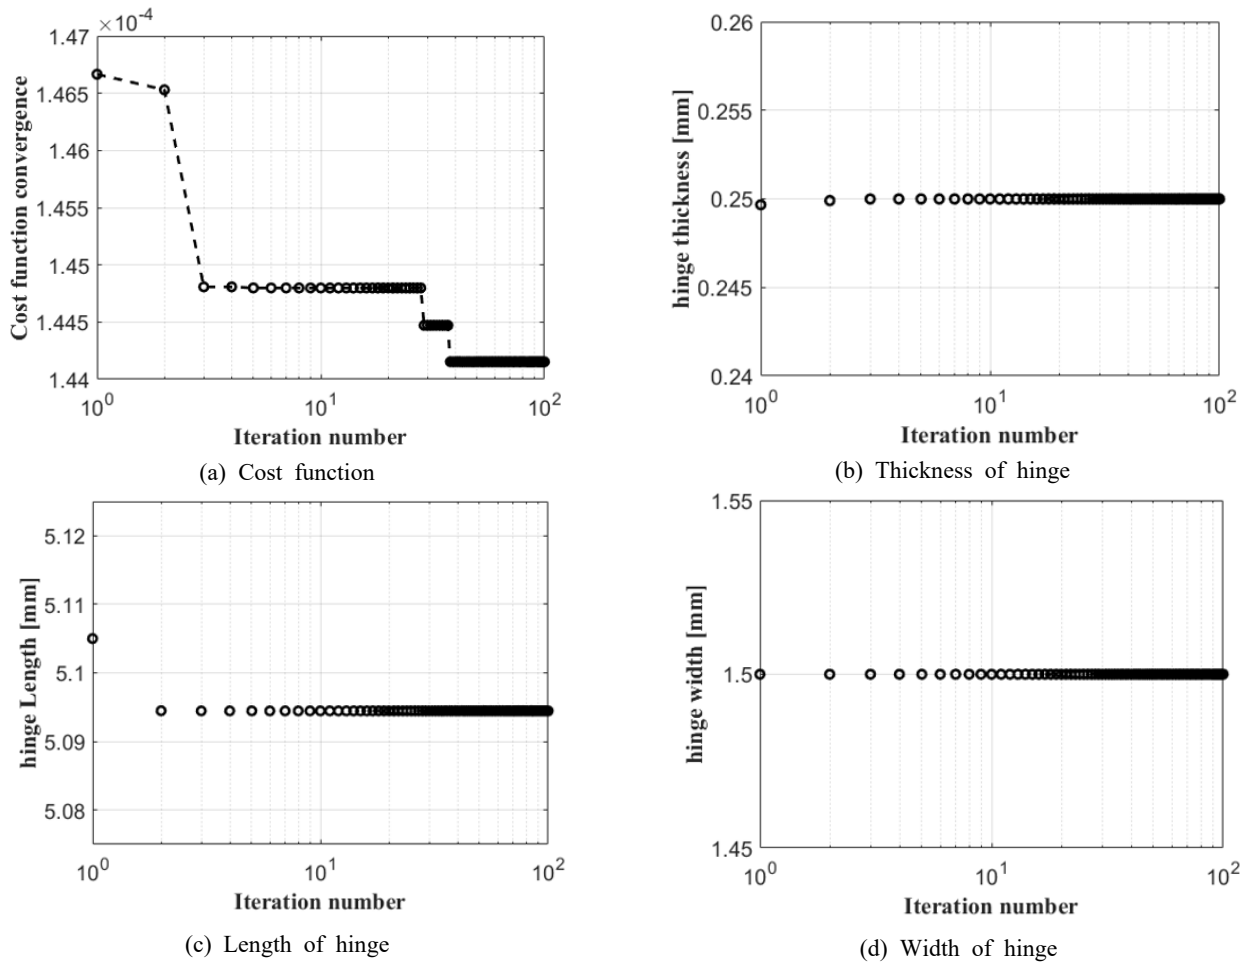 ×10⁻⁴
1.47
1.465
1.46
1.455
1.45
1.445
1.44
Cost function convergence
10⁰ 10¹ 10²
Iteration number
(a) Cost function
0.26
0.255
0.25
0.245
0.24
hinge thickness [mm]
10⁰ 10¹ 10²
Iteration number
(b) Thickness of hinge
5.12
5.11
5.1
5.09
5.08
hinge Length [mm]
10⁰ 10¹ 10²
Iteration number
(c) Length of hinge
1.55
1.5
1.45
hinge width [mm]
10⁰ 10¹ 10²
Iteration number
(d) Width of hinge